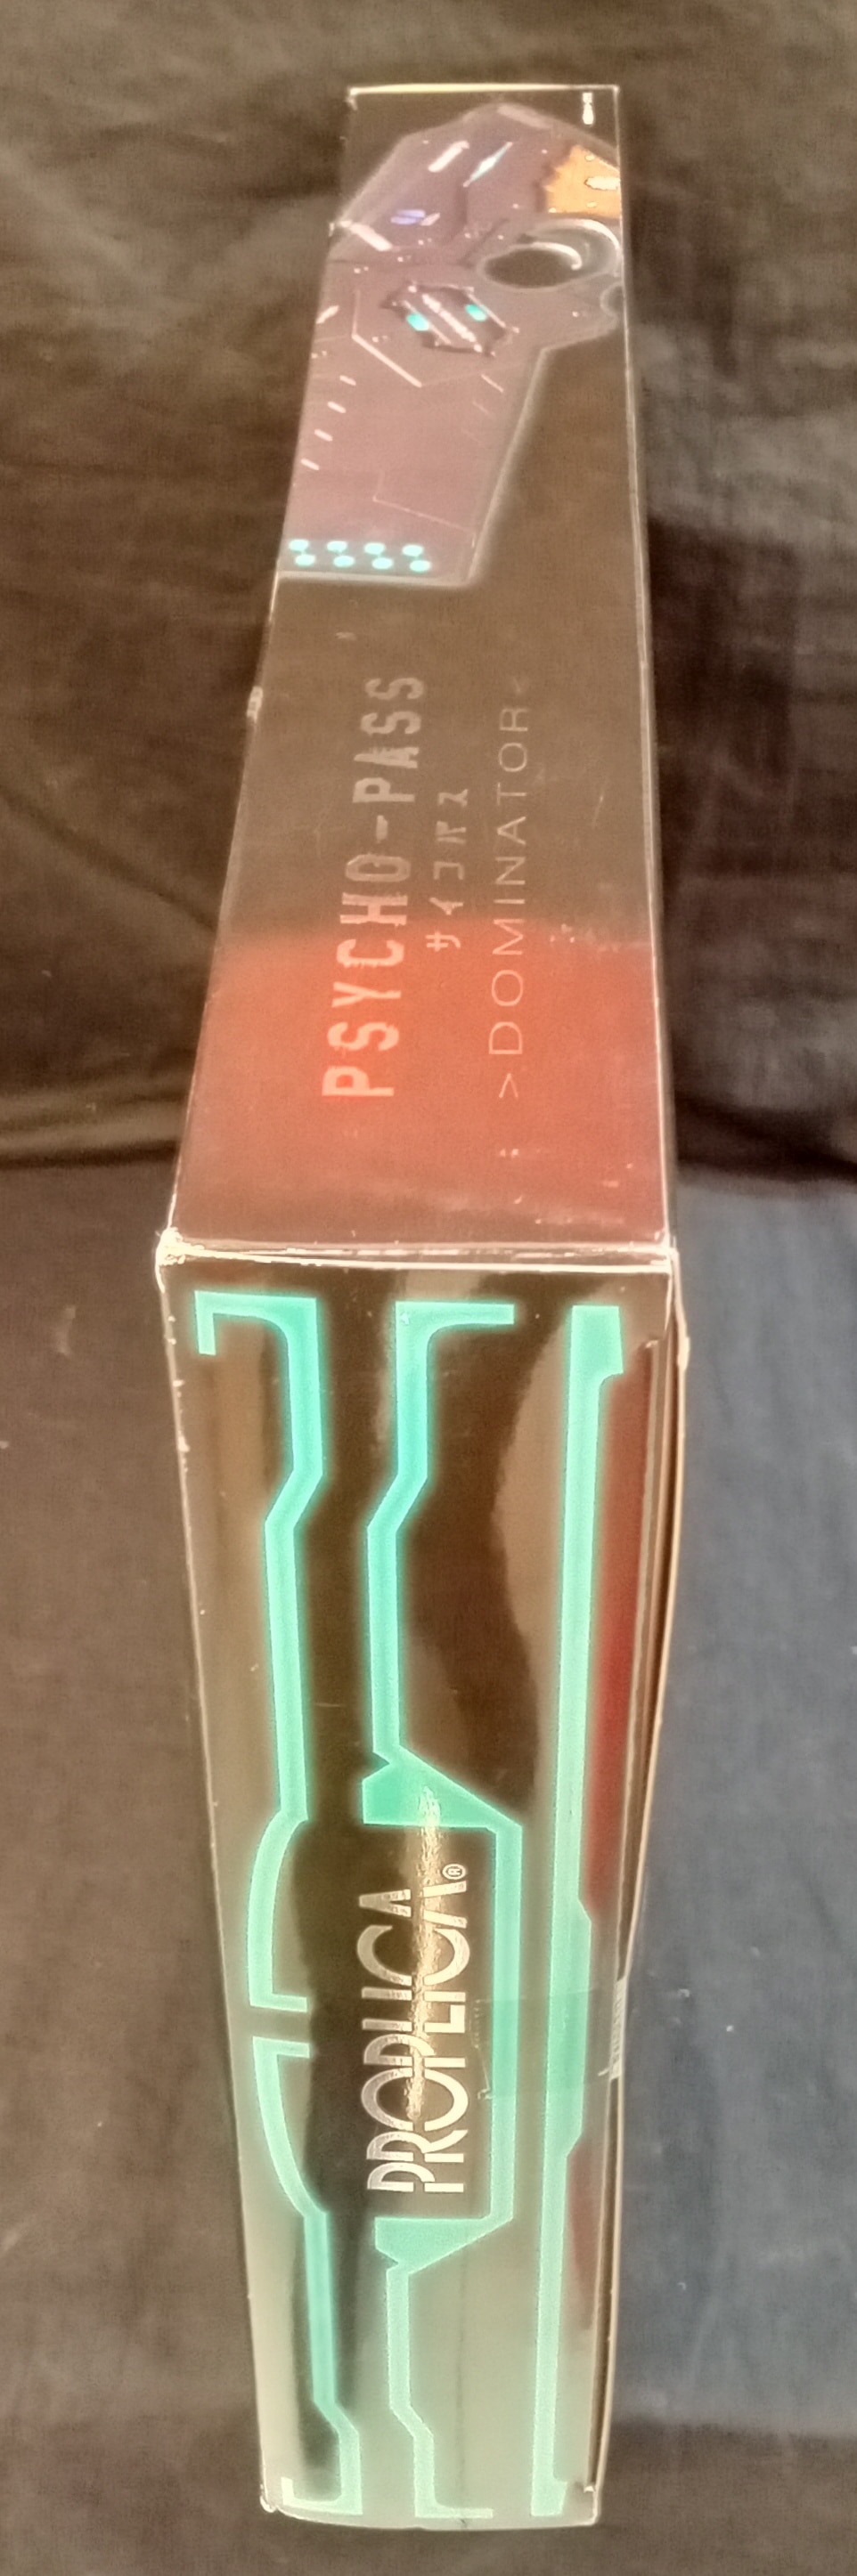 PSYCHO-PASS
サイコパス
>DOMINATOR<
PROPLICA®